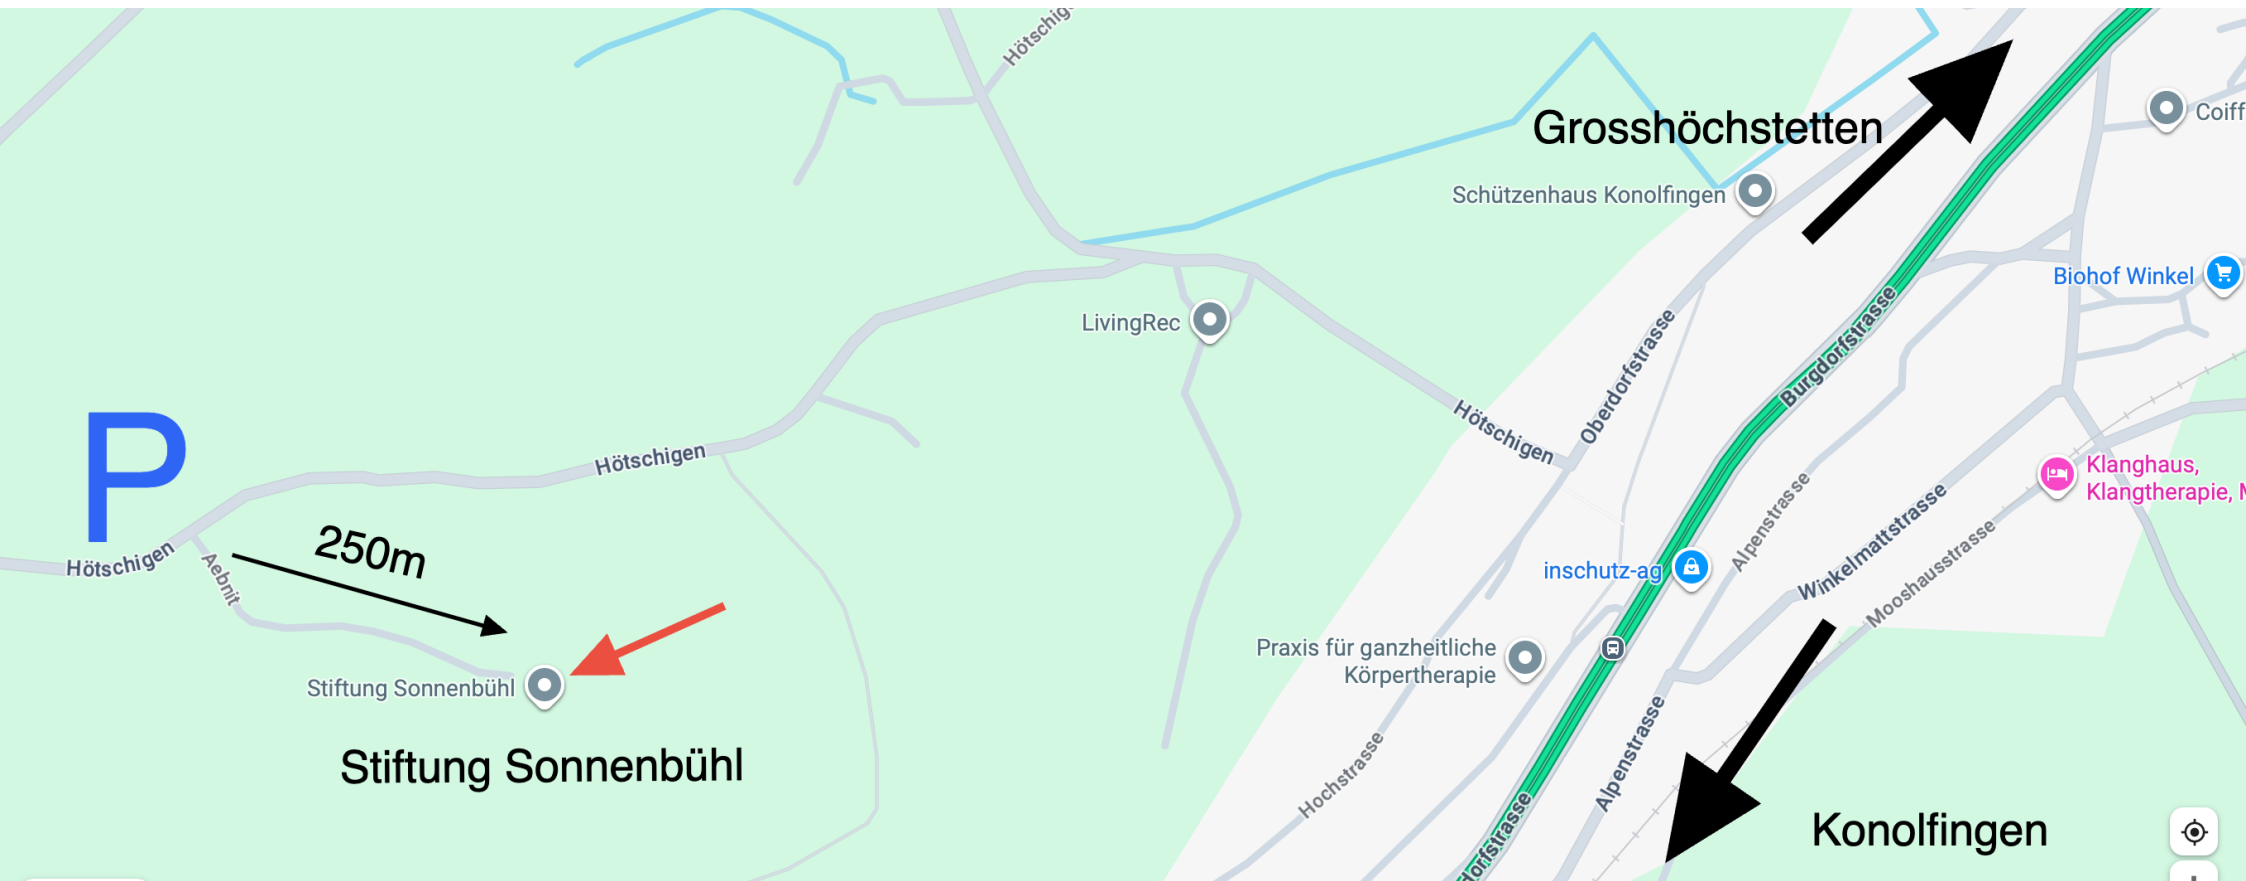 Hötschig
Grosshöchstetten
Coiff
Schützenhaus Konolfingen
Biohof Winkel
LivingRec
Oberdorfstrasse
Burgdorfstrasse
P
Hötschigen
Hötschigen
Klanghaus,
Klangtherapie, M
Alpenstrasse
Winkelmattstrasse
Mooshausstrasse
250m
Hötschigen
Aebnit
inschutz-ag
Praxis für ganzheitliche
Körpertherapie
Stiftung Sonnenbühl
Stiftung Sonnenbühl
Hochstrasse
Alpenstrasse
dorfstrasse
Konolfingen